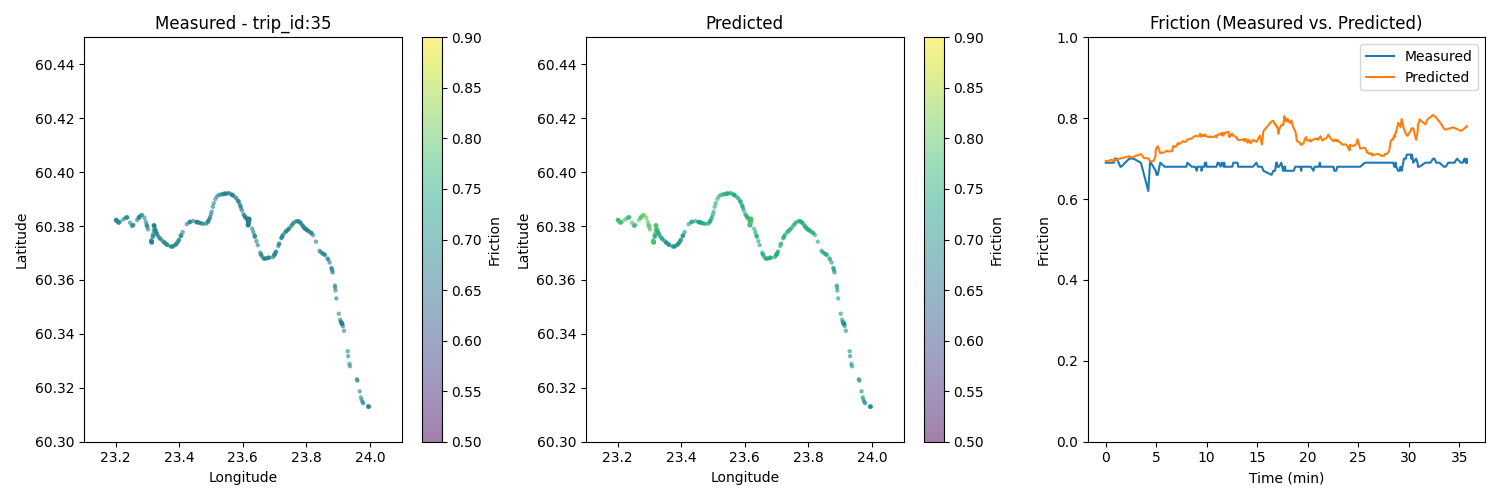 Measured - trip_id:35
60.44
60.42
60.40
60.38
60.36
60.34
60.32
60.30
Latitude
23.2 23.4 23.6 23.8 24.0
Longitude
0.90
0.85
0.80
0.75
0.70
0.65
0.60
0.55
0.50
Friction
Predicted
60.44
60.42
60.40
60.38
60.36
60.34
60.32
60.30
Latitude
23.2 23.4 23.6 23.8 24.0
Longitude
0.90
0.85
0.80
0.75
0.70
0.65
0.60
0.55
0.50
Friction
Friction (Measured vs. Predicted)
Measured
Predicted
1.0
0.8
0.6
0.4
0.2
0.0
Friction
0 5 10 15 20 25 30 35
Time (min)